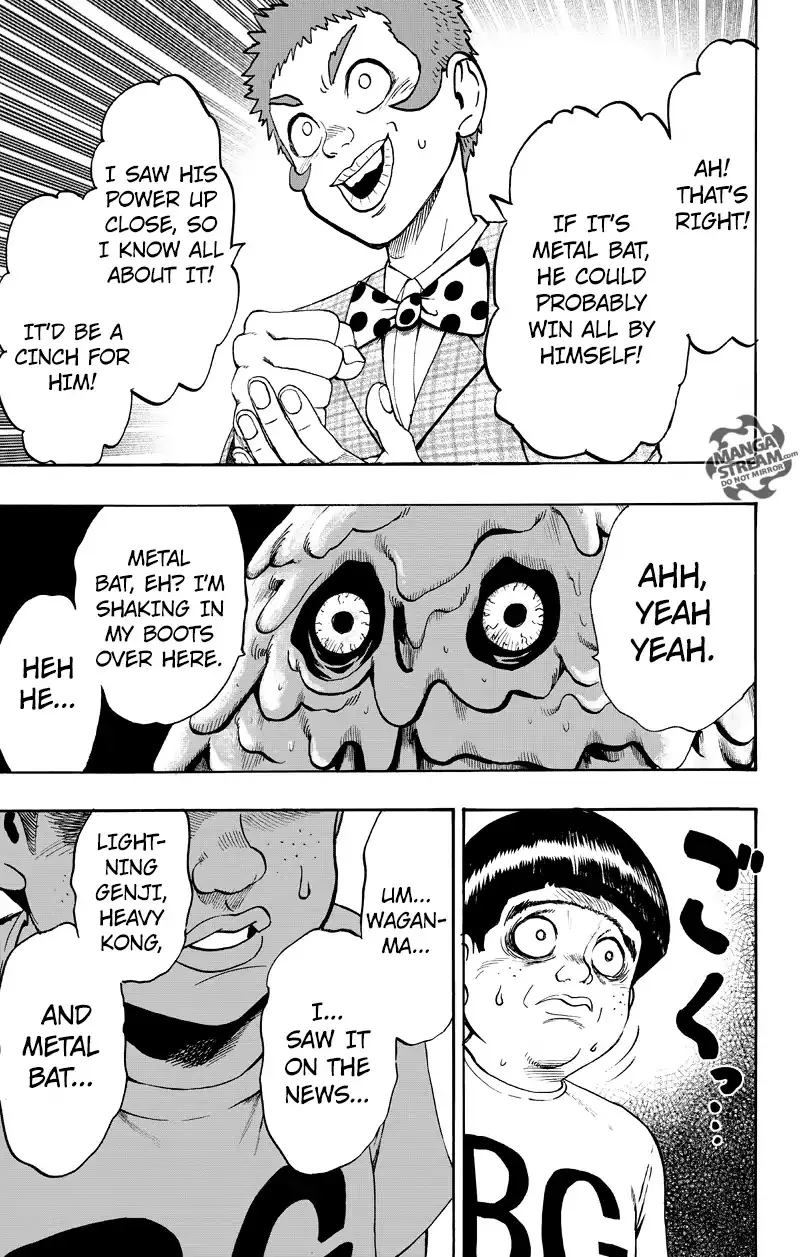 AH!
THAT'S
RIGHT!
IF IT'S
METAL BAT,
HE COULD
PROBABLY
WIN ALL BY
HIMSELF!
I SAW HIS
POWER UP
CLOSE, SO
I KNOW ALL
ABOUT IT!
IT'D BE A
CINCH FOR
HIM!
MANGA
STREAM.com
DO NOT MIRROR
AHH,
YEAH
YEAH.
METAL
BAT, EH? I'M
SHAKING IN
MY BOOTS
OVER HERE.
HEH
HE...
ごくっ…
BG
UM...
WAGAN-
MA...
I...
SAW IT
ON THE
NEWS...
LIGHT-
NING
GENJI,
HEAVY
KONG,
AND
METAL
BAT...
G